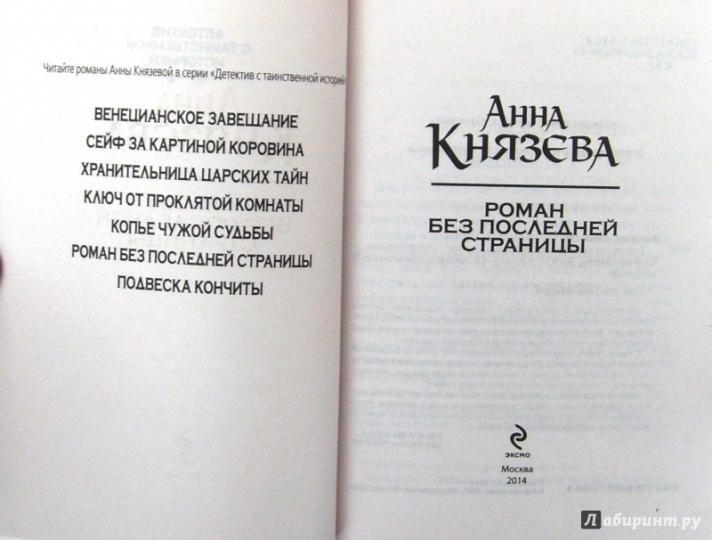 Читайте романы Анны Князевой в серии «Детектив с таинственной историей
ВЕНЕЦИАНСКОЕ ЗАВЕЩАНИЕ
СЕЙФ ЗА КАРТИНОЙ КОРОВИНА
ХРАНИТЕЛЬНИЦА ЦАРСКИХ ТАЙН
КЛЮЧ ОТ ПРОКЛЯТОЙ КОМНАТЫ
КОПЬЕ ЧУЖОЙ СУДЬБЫ
РОМАН БЕЗ ПОСЛЕДНЕЙ СТРАНИЦЫ
ПОДВЕСКА КОНЧИТЫ
АННА
КНЯЗЕВА
РОМАН
БЕЗ ПОСЛЕДНЕЙ
СТРАНИЦЫ
ЭКСМО
Москва
2014
Лабиринт.ру